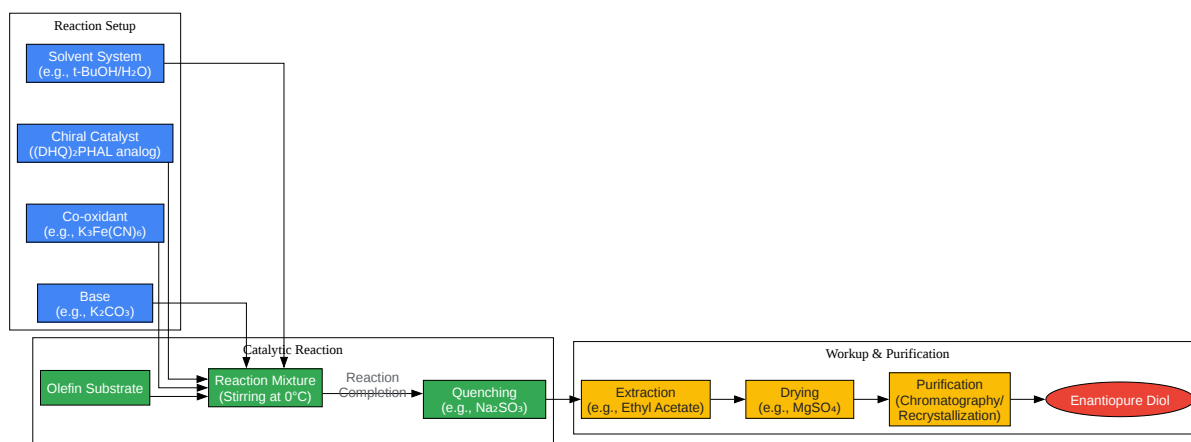 Reaction Setup
Solvent System
(e.g., t-BuOH/H₂O)
Chiral Catalyst
((DHQ)₂PHAL analog)
Co-oxidant
(e.g., K₃Fe(CN)₆)
Base
(e.g., K₂CO₃)
Catalytic Reaction
Olefin Substrate
Reaction Mixture
(Stirring at 0°C)
Reaction
Completion
Quenching
(e.g., Na₂SO₃)
Workup & Purification
Extraction
(e.g., Ethyl Acetate)
Drying
(e.g., MgSO₄)
Purification
(Chromatography/
Recrystallization)
Enantiopure Diol